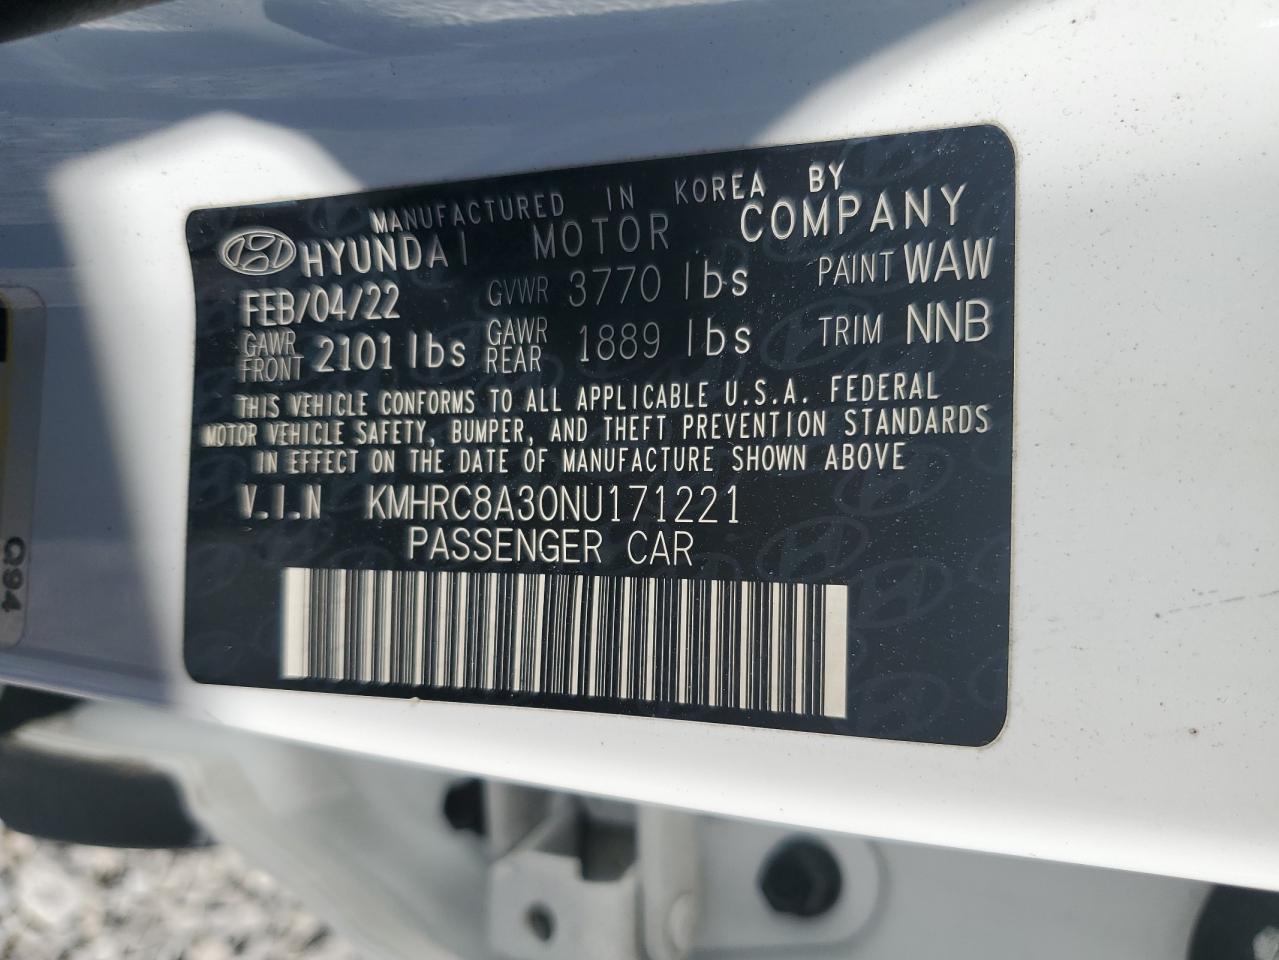 MANUFACTURED IN KOREA BY
HYUNDAI MOTOR COMPANY
FEB/04/22 GVWR 3770 lbs PAINT WAW
GAWR FRONT 2101 lbs GAWR REAR 1889 lbs TRIM NNB
THIS VEHICLE CONFORMS TO ALL APPLICABLE U.S.A. FEDERAL
MOTOR VEHICLE SAFETY, BUMPER, AND THEFT PREVENTION STANDARDS
IN EFFECT ON THE DATE OF MANUFACTURE SHOWN ABOVE
V.I.N KMHRC8A30NU171221
PASSENGER CAR
Q94